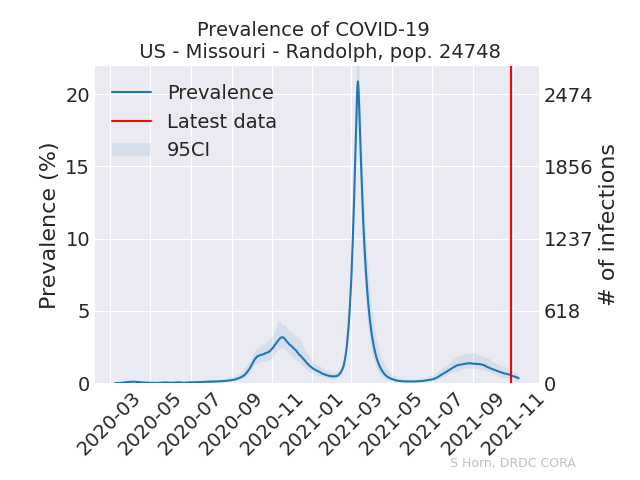 Prevalence of COVID-19
US - Missouri - Randolph, pop. 24748
Prevalence
Latest data
95CI
Prevalence (%)
20
15
10
5
0
# of infections
2474
1856
1237
618
0
2020-03
2020-05
2020-07
2020-09
2020-11
2021-01
2021-03
2021-05
2021-07
2021-09
2021-11
S Horn, DRDC CORA